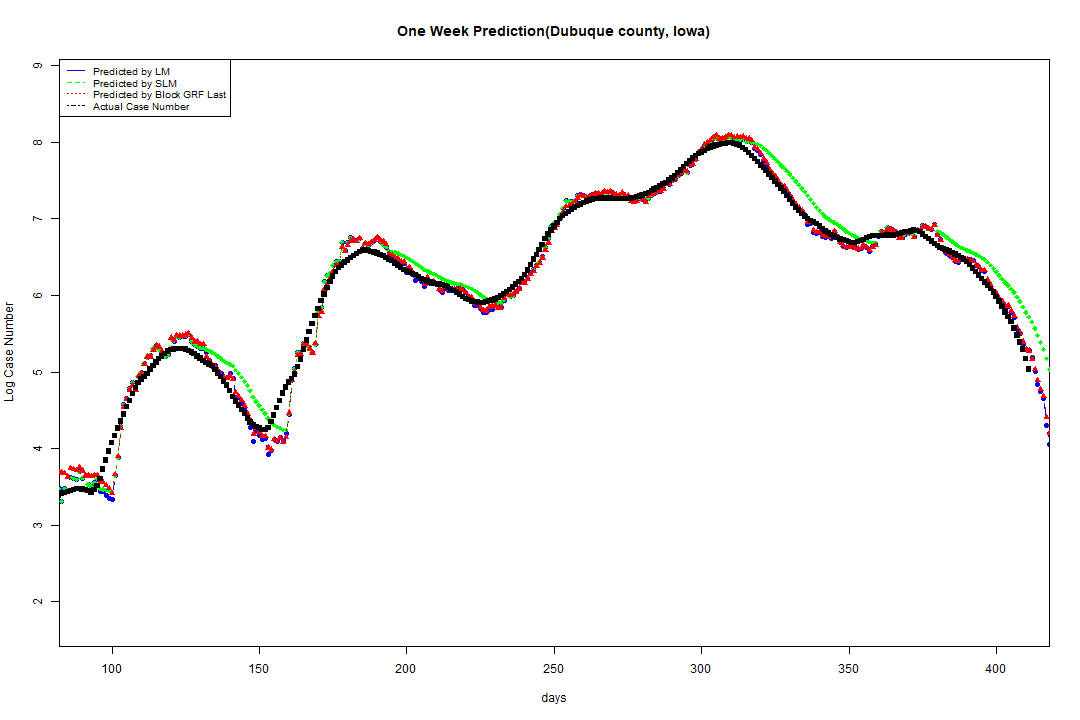 One Week Prediction(Dubuque county, Iowa)
Predicted by LM
Predicted by SLM
Predicted by Block GRF Last
Actual Case Number
Log Case Number
9
8
7
6
5
4
3
2
100 150 200 250 300 350 400
days